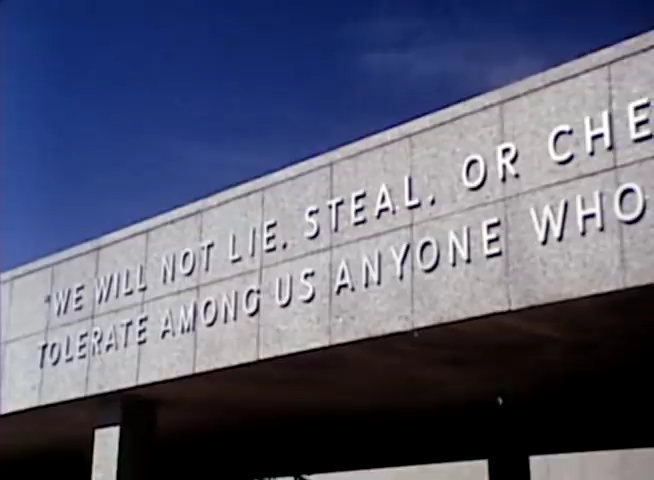 "WE WILL NOT LIE, STEAL, OR CHE
TOLERATE AMONG US ANYONE WHO